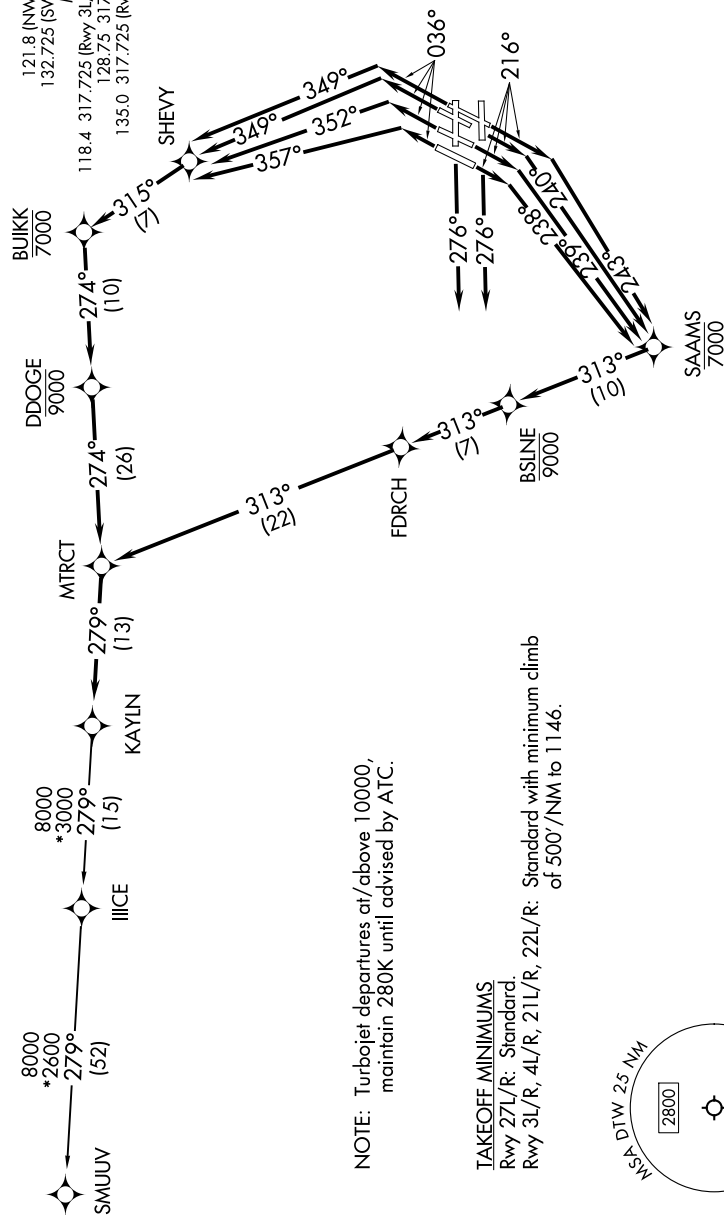 121.8 (NW
132.725 (SV
118.4 317.725 (Rwy 3L,
128.75 317
135.0 317.725 (Rw
SHEVY
BUIKK
7000
DDOGE
9000
MTRCT
KAYLN
IIICE
SMUUV
FDRCH
BSLNE
9000
SAAMS
7000
349°
349°
352°
357°
036°
216°
276°
276°
240°
238°
239°
243°
315°
(7)
274°
(10)
274°
(26)
279°
(13)
8000
*3000
279°
(15)
8000
*2600
279°
(52)
313°
(22)
313°
(7)
313°
(10)
NOTE: Turbojet departures at/above 10000,
maintain 280K until advised by ATC.
TAKEOFF MINIMUMS
Rwy 27L/R: Standard.
Rwy 3L/R, 4L/R, 21L/R, 22L/R: Standard with minimum climb
of 500'/NM to 1146.
MSA DTW 25 NM
2800